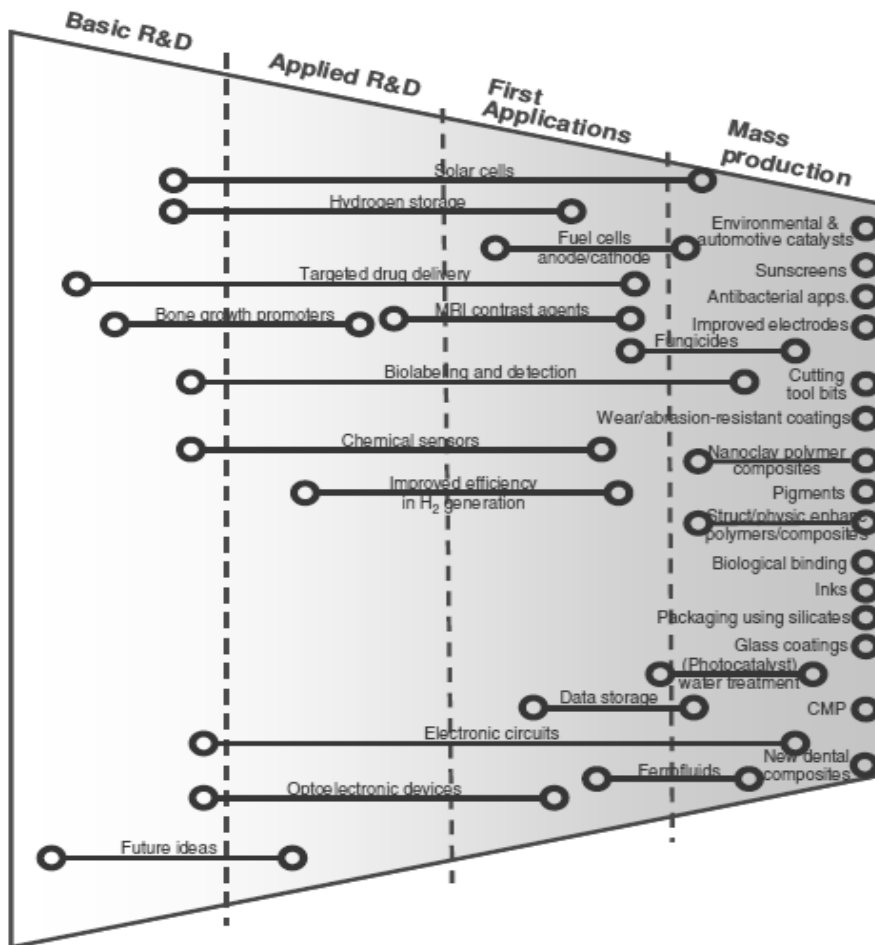 Basic R&D
Applied R&D
First
Applications
Mass
production
Solar cells
Hydrogen storage
Environmental &
automotive catalysts
Fuel cells
anode/cathode
Sunscreens
Targeted drug delivery
Antibacterial apps.
Bone growth promoters
MRI contrast agents
Improved electrodes
Fungicides
Biolabeling and detection
Cutting
tool bits
Wear/abrasion-resistant coatings
Chemical sensors
Nanoclay polymer
composites
Improved efficiency
in H₂ generation
Pigments
Struct/physic enhanc
polymers/composites
Biological binding
Inks
Packaging using silicates
Glass coatings
(Photocatalyst)
water treatment
Data storage
CMP
Electronic circuits
New dental
composites
Ferrofluids
Optoelectronic devices
Future ideas